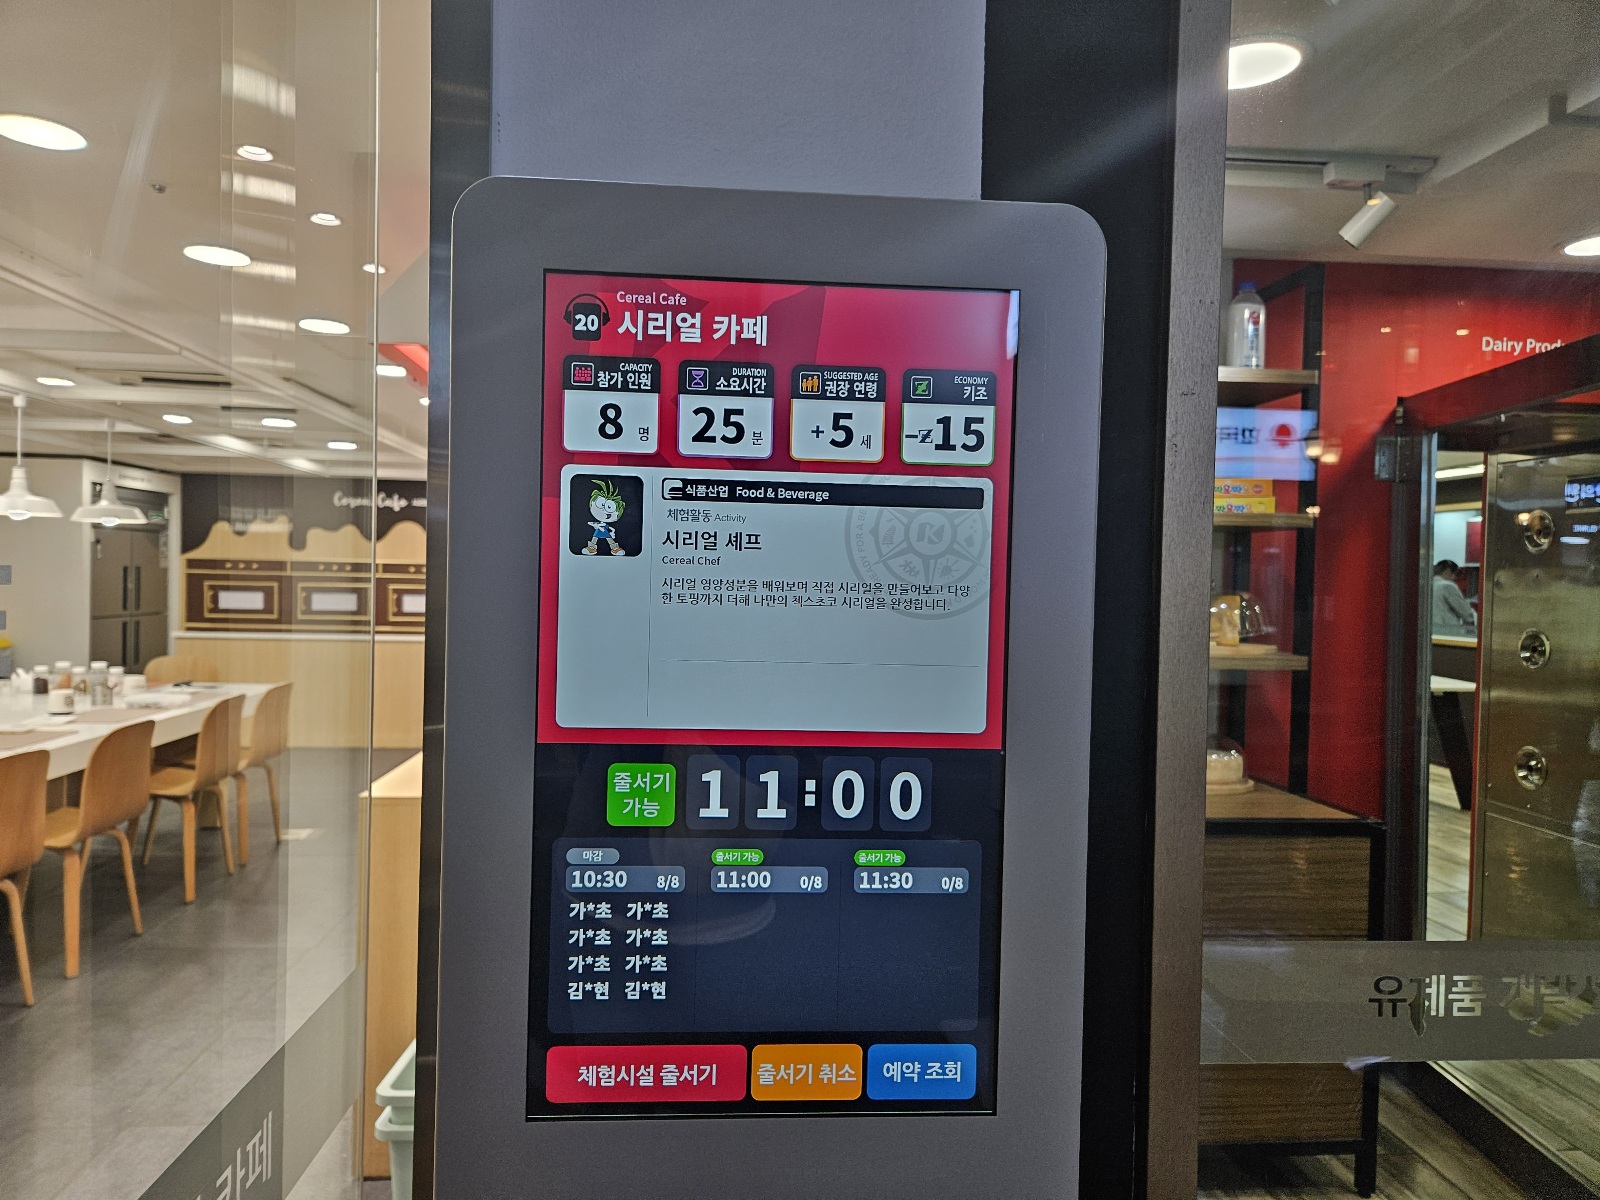 Cereal Cafe
20 시리얼 카페
CAPACITY
참가 인원
8 명
DURATION
소요시간
25 분
SUGGESTED AGE
권장 연령
+5 세
ECONOMY
키조
-15
식품산업 Food & Beverage
체험활동 Activity
시리얼 셰프
Cereal Chef
시리얼 영양성분을 배워보며 직접 시리얼을 만들어보고 다양
한 토핑까지 더해 나만의 첵스초코 시리얼을 완성합니다.
줄서기
가능
11:00
마감
10:30 8/8
줄서기 가능
11:00 0/8
줄서기 가능
11:30 0/8
가*초 가*초
가*초 가*초
가*초 가*초
김*현 김*현
체험시설 줄서기
줄서기 취소
예약 조회
Cereal Cafe
Dairy
유제품
카페